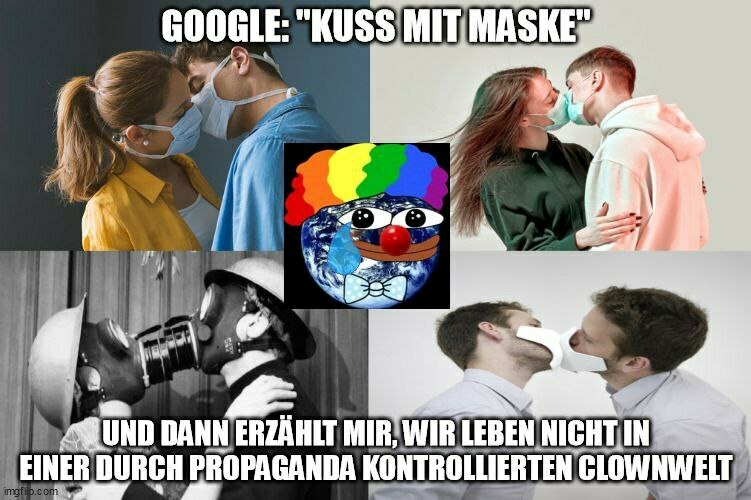 GOOGLE: "KUSS MIT MASKE"
UND DANN ERZÄHLT MIR, WIR LEBEN NICHT IN
EINER DURCH PROPAGANDA KONTROLLIERTEN CLOWNWELT
imgflip.com